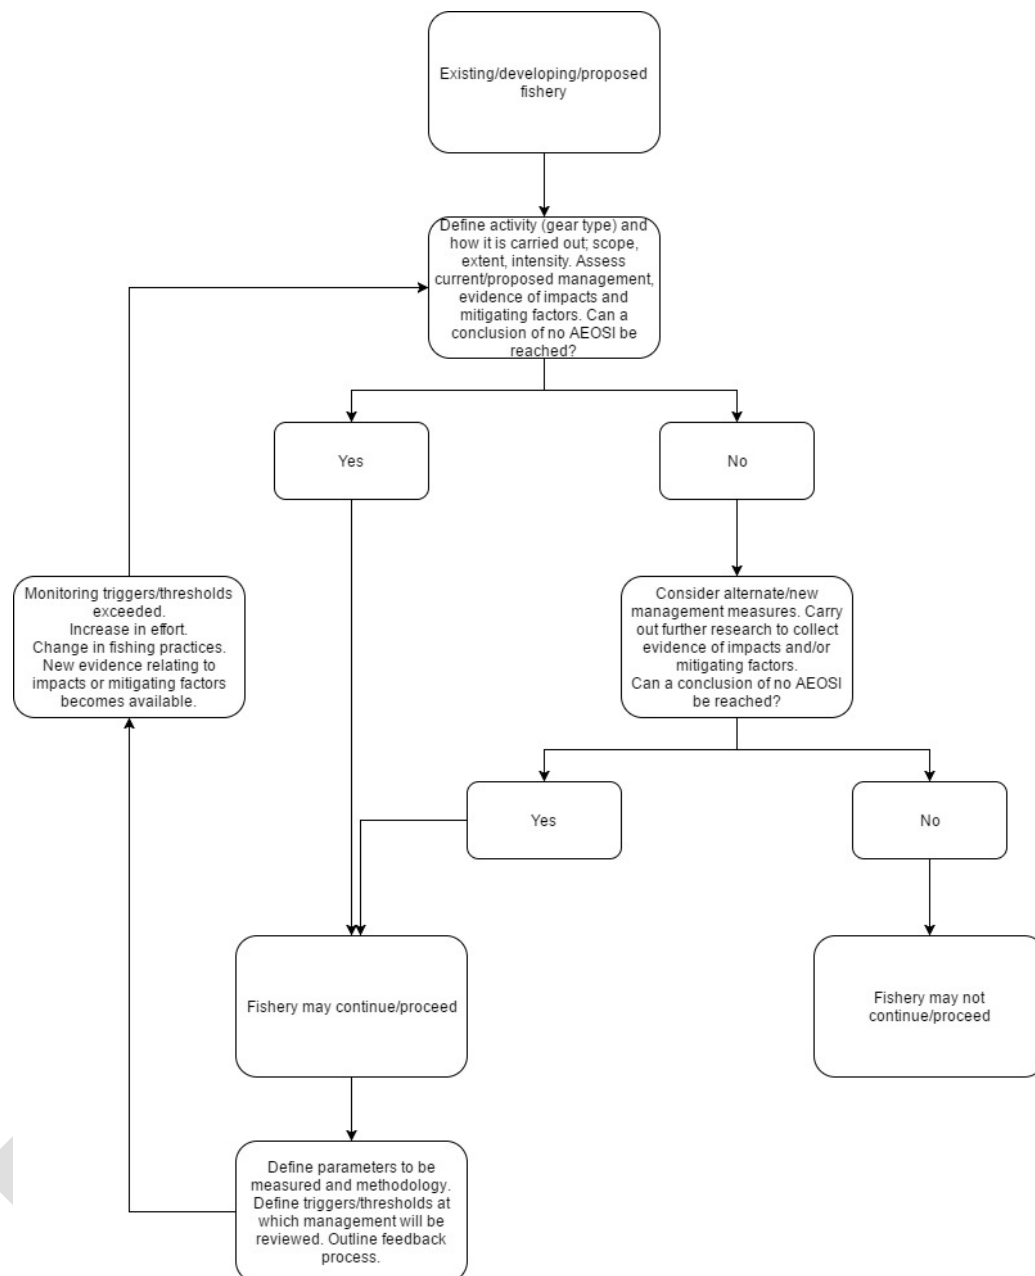 Existing/developing/proposed
fishery
Define activity (gear type) and
how it is carried out; scope,
extent, intensity. Assess
current/proposed management,
evidence of impacts and
mitigating factors. Can a
conclusion of no AEOSI be
reached?
Yes
No
Monitoring triggers/thresholds
exceeded.
Increase in effort.
Change in fishing practices.
New evidence relating to
impacts or mitigating factors
becomes available.
Consider alternate/new
management measures. Carry
out further research to collect
evidence of impacts and/or
mitigating factors.
Can a conclusion of no AEOSI
be reached?
Yes
No
Fishery may continue/proceed
Fishery may not
continue/proceed
Define parameters to be
measured and methodology.
Define triggers/thresholds at
which management will be
reviewed. Outline feedback
process.